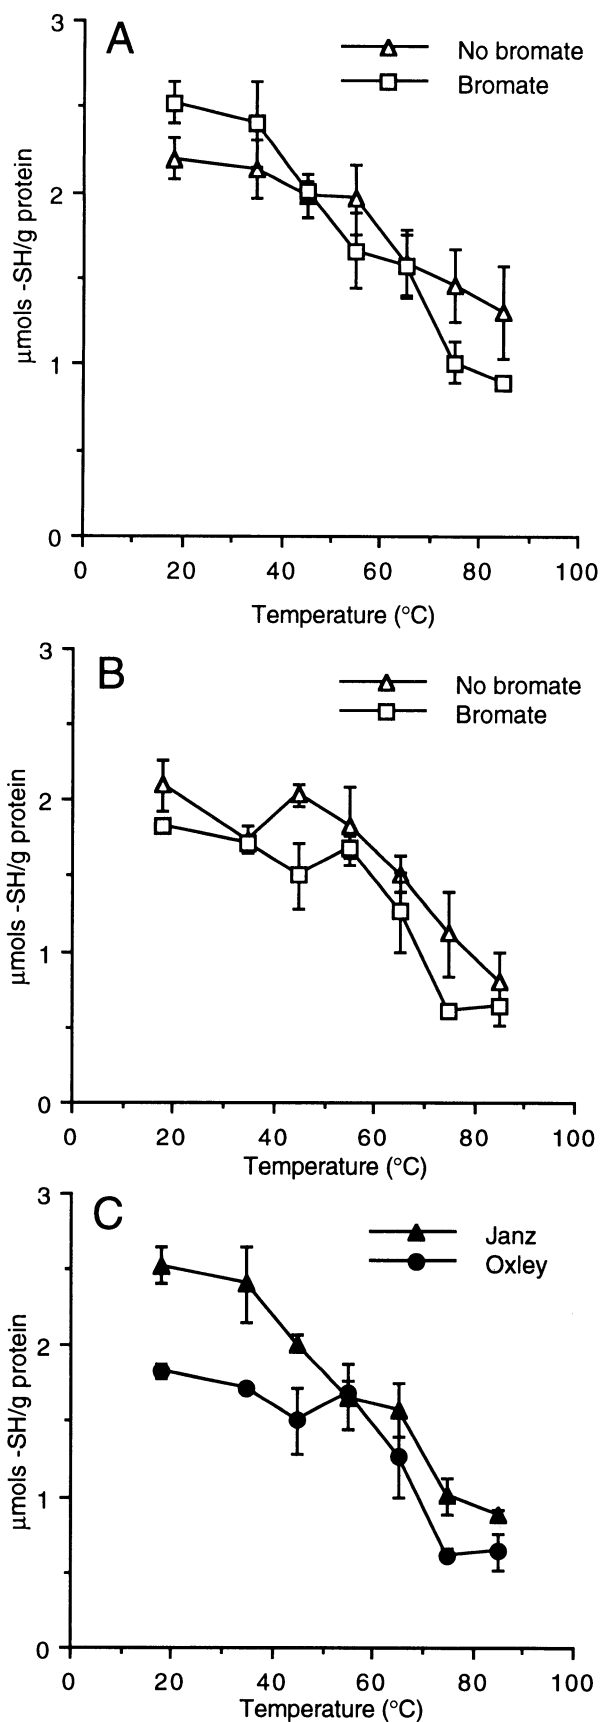 3
A
No bromate
Bromate
2
µmols -SH/g protein
1
0
0 20 40 60 80 100
Temperature (°C)
3
B
No bromate
Bromate
2
µmols -SH/g protein
1
0
0 20 40 60 80 100
Temperature (°C)
3
C
Janz
Oxley
2
µmols -SH/g protein
1
0
0 20 40 60 80 100
Temperature (°C)